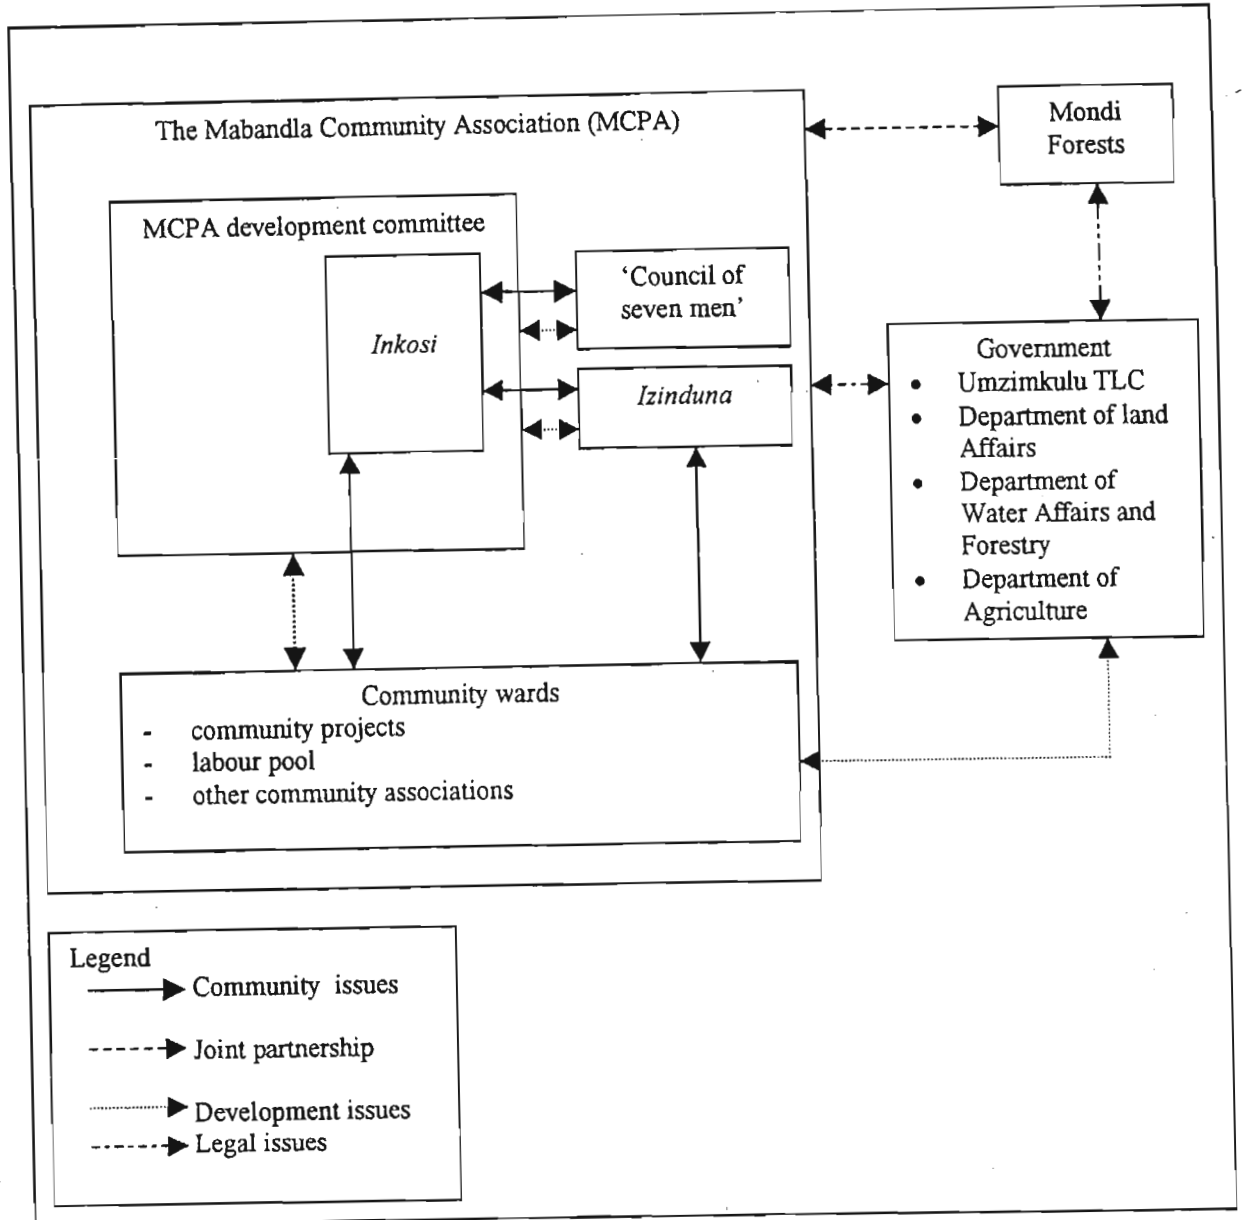 The Mabandla Community Association (MCPA)
Mondi
Forests
MCPA development committee
Inkosi
‘Council of
seven men’
Izinduna
Government
• Umzimkulu TLC
• Department of land
Affairs
• Department of
Water Affairs and
Forestry
• Department of
Agriculture
Community wards
- community projects
- labour pool
- other community associations
Legend
Community issues
Joint partnership
Development issues
Legal issues